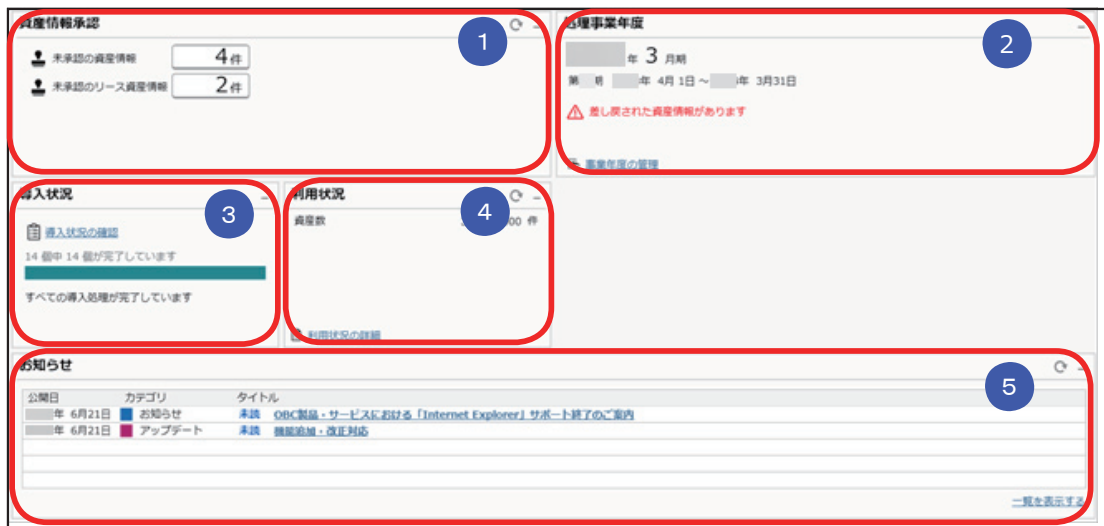 資産情報承認
1
未承認の資産情報 4件
未承認のリース資産情報 2件
処理事業年度
2
年 3 月期
第 期 年 4月 1日 ～ 年 3月31日
差し戻された資産情報があります
事業年度の管理
導入状況
3
導入状況の確認
14 個中 14 個が完了しています
すべての導入処理が完了しています
利用状況
4
資産数 00 件
利用状況の詳細
お知らせ
5
公開日 カテゴリ タイトル
年 6月21日 お知らせ 未読 OBC製品・サービスにおける「Internet Explorer」サポート終了のご案内
年 6月21日 アップデート 未読 機能追加・改正対応
一覧を表示する